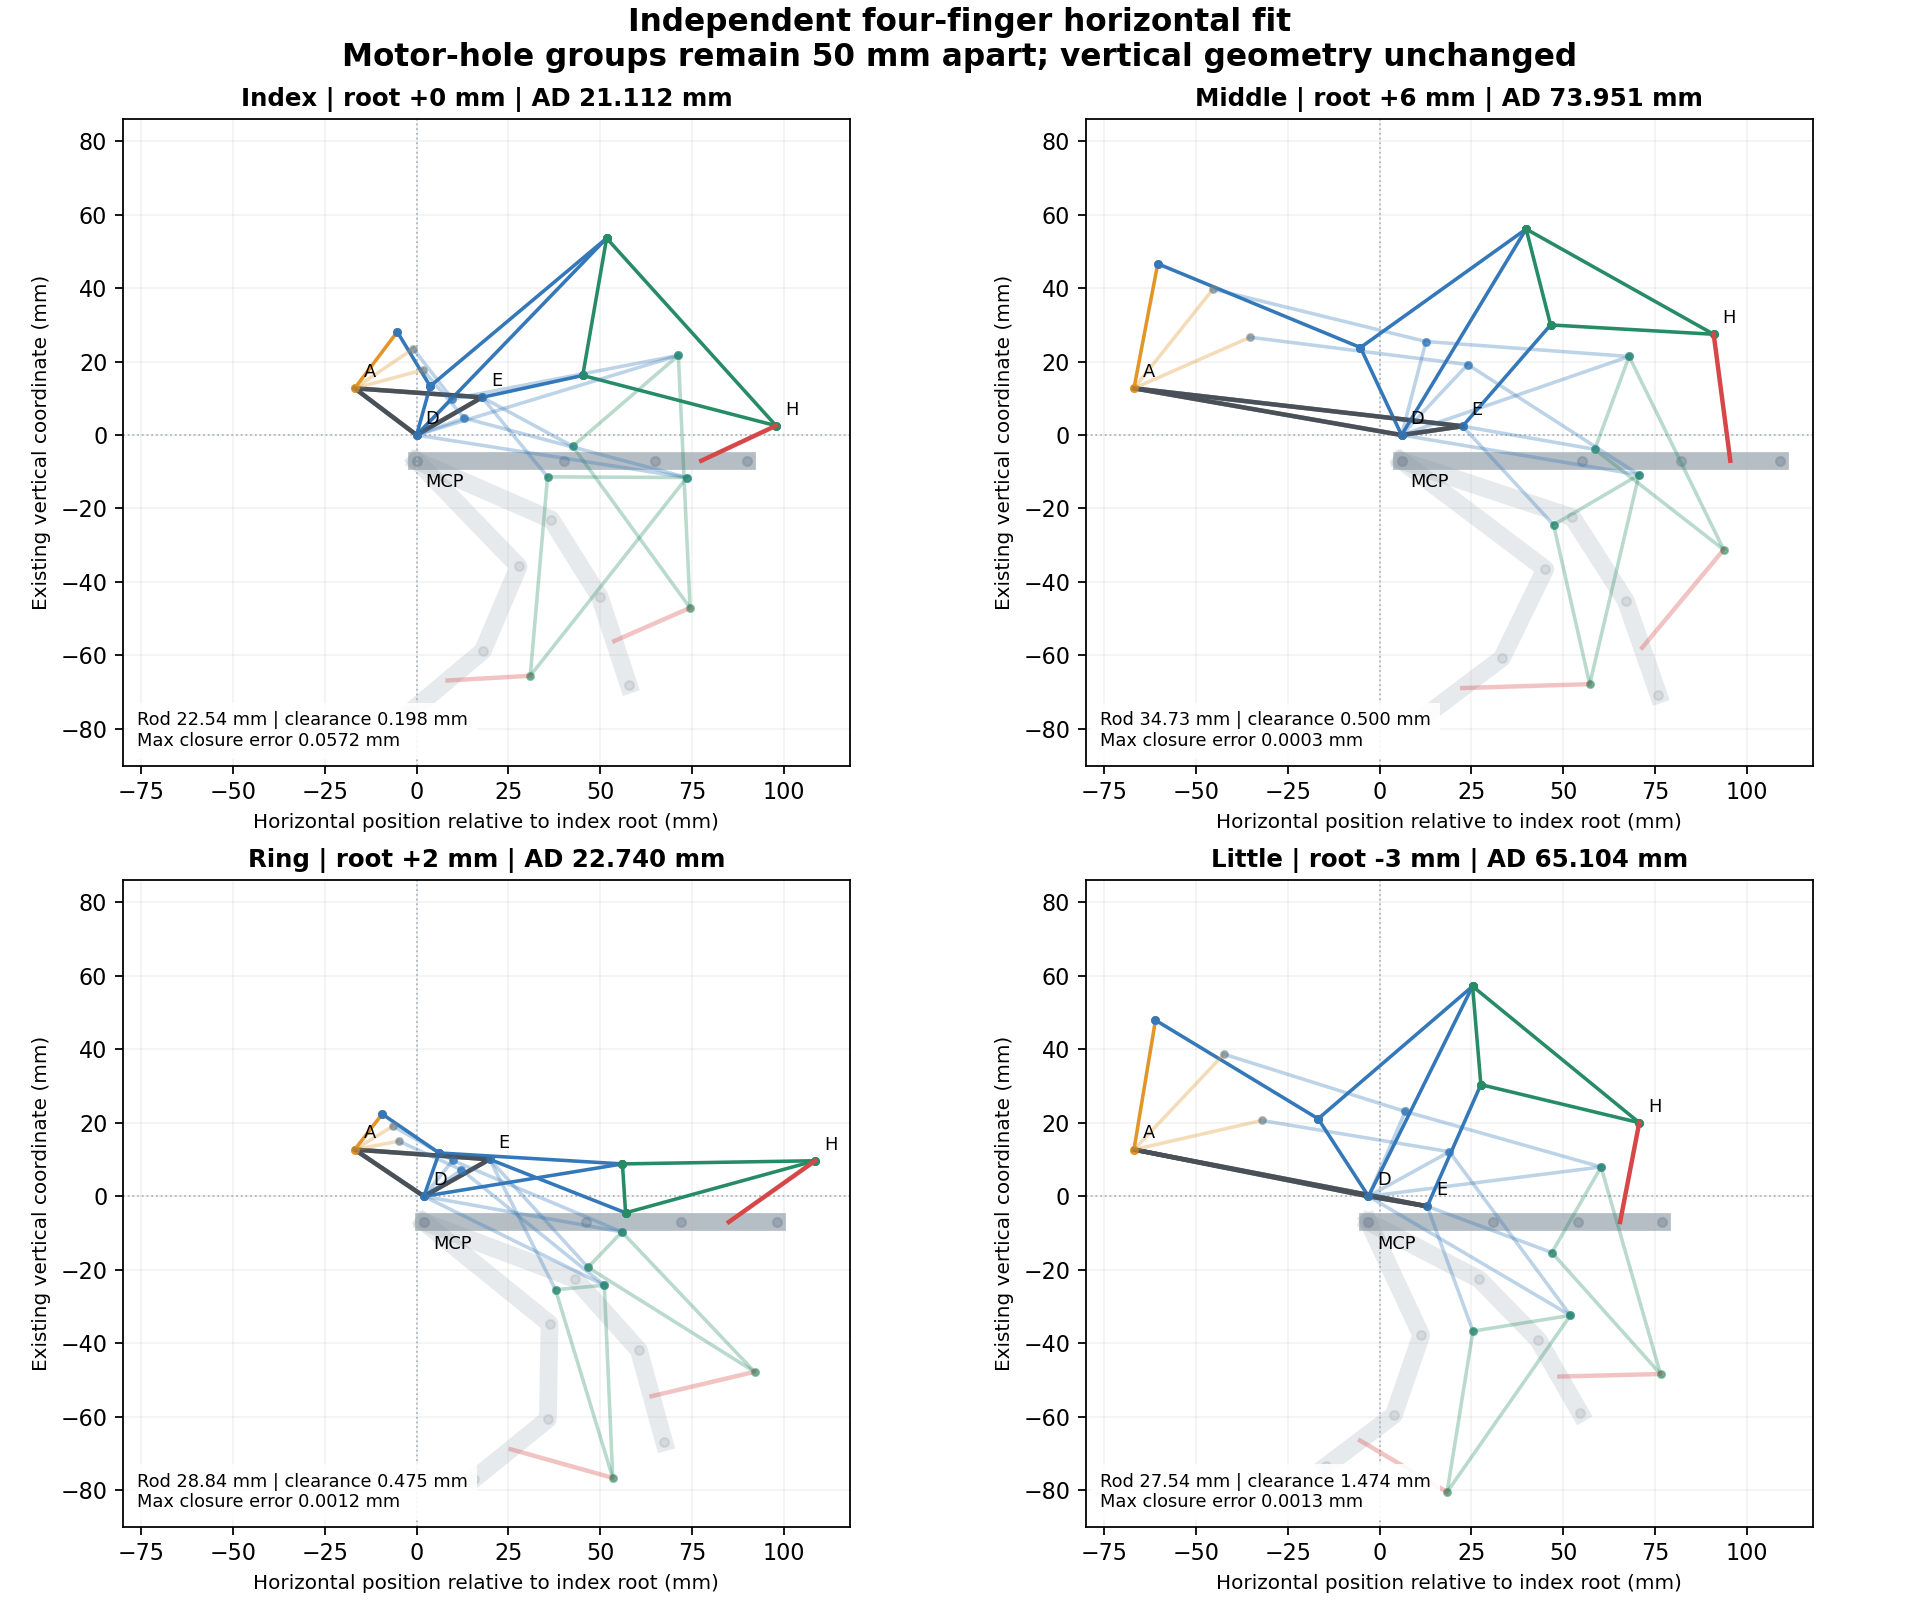 Independent four-finger horizontal fit
Motor-hole groups remain 50 mm apart; vertical geometry unchanged
Index | root +0 mm | AD 21.112 mm
80
60
40
20
0
−20
−40
−60
−80
Existing vertical coordinate (mm)
A
D
E
H
MCP
Rod 22.54 mm | clearance 0.198 mm
Max closure error 0.0572 mm
−75 −50 −25 0 25 50 75 100
Horizontal position relative to index root (mm)
Middle | root +6 mm | AD 73.951 mm
80
60
40
20
0
−20
−40
−60
−80
Existing vertical coordinate (mm)
A
D
E
H
MCP
Rod 34.73 mm | clearance 0.500 mm
Max closure error 0.0003 mm
−75 −50 −25 0 25 50 75 100
Horizontal position relative to index root (mm)
Ring | root +2 mm | AD 22.740 mm
80
60
40
20
0
−20
−40
−60
−80
Existing vertical coordinate (mm)
A
D
E
H
MCP
Rod 28.84 mm | clearance 0.475 mm
Max closure error 0.0012 mm
−75 −50 −25 0 25 50 75 100
Horizontal position relative to index root (mm)
Little | root -3 mm | AD 65.104 mm
80
60
40
20
0
−20
−40
−60
−80
Existing vertical coordinate (mm)
A
D
E
H
MCP
Rod 27.54 mm | clearance 1.474 mm
Max closure error 0.0013 mm
−75 −50 −25 0 25 50 75 100
Horizontal position relative to index root (mm)